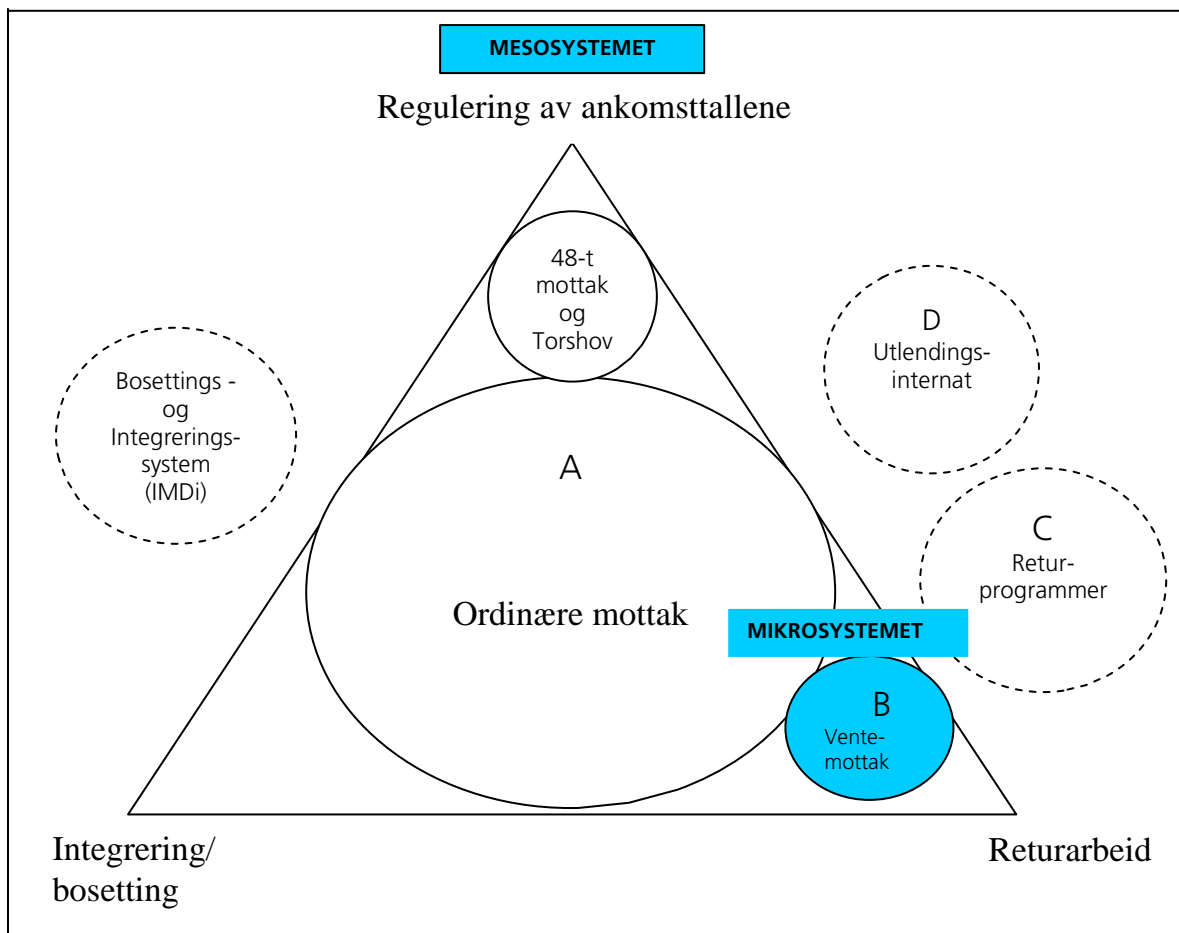 MESOSYSTEMET
Regulering av ankomsttallene
48-t
mottak
og
Torshov
D
Utlendings-
internat
Bosettings -
og
Integrerings-
system
(IMDi)
A
C
Retur-
programmer
Ordinære mottak
MIKROSYSTEMET
B
Vente-
mottak
Integrering/
bosetting
Returarbeid